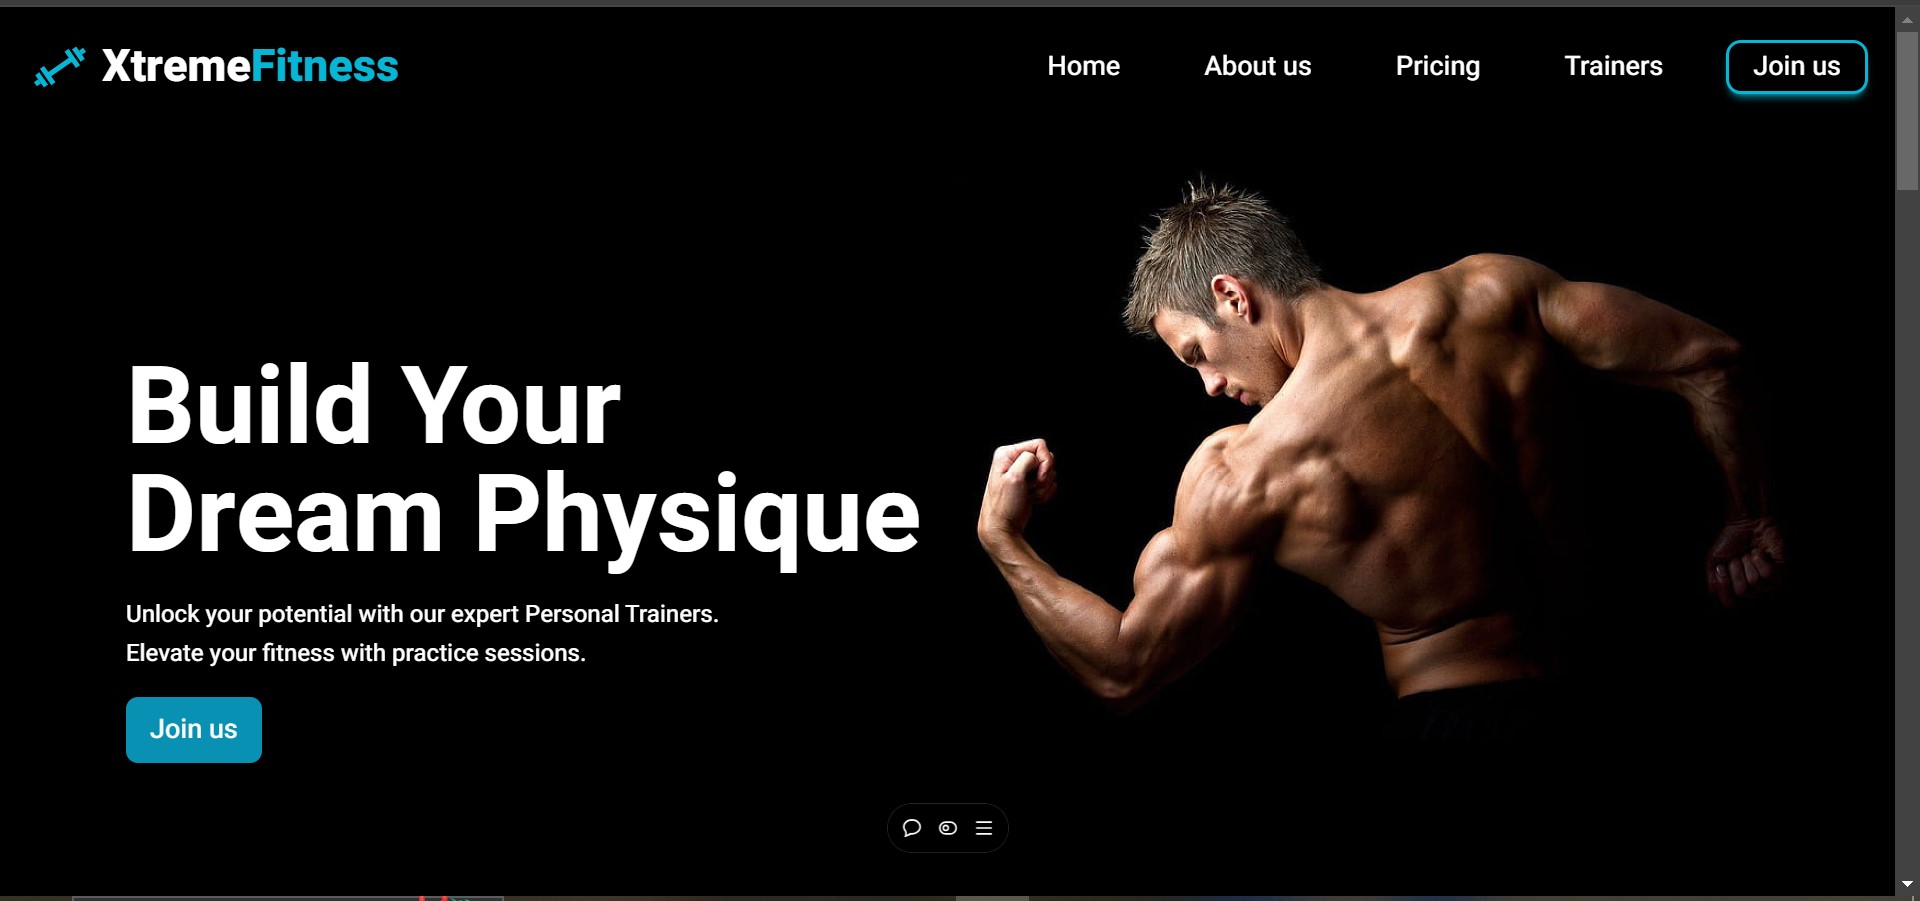 XtremeFitness
Home
About us
Pricing
Trainers
Join us
Build Your
Dream Physique
Unlock your potential with our expert Personal Trainers.
Elevate your fitness with practice sessions.
Join us